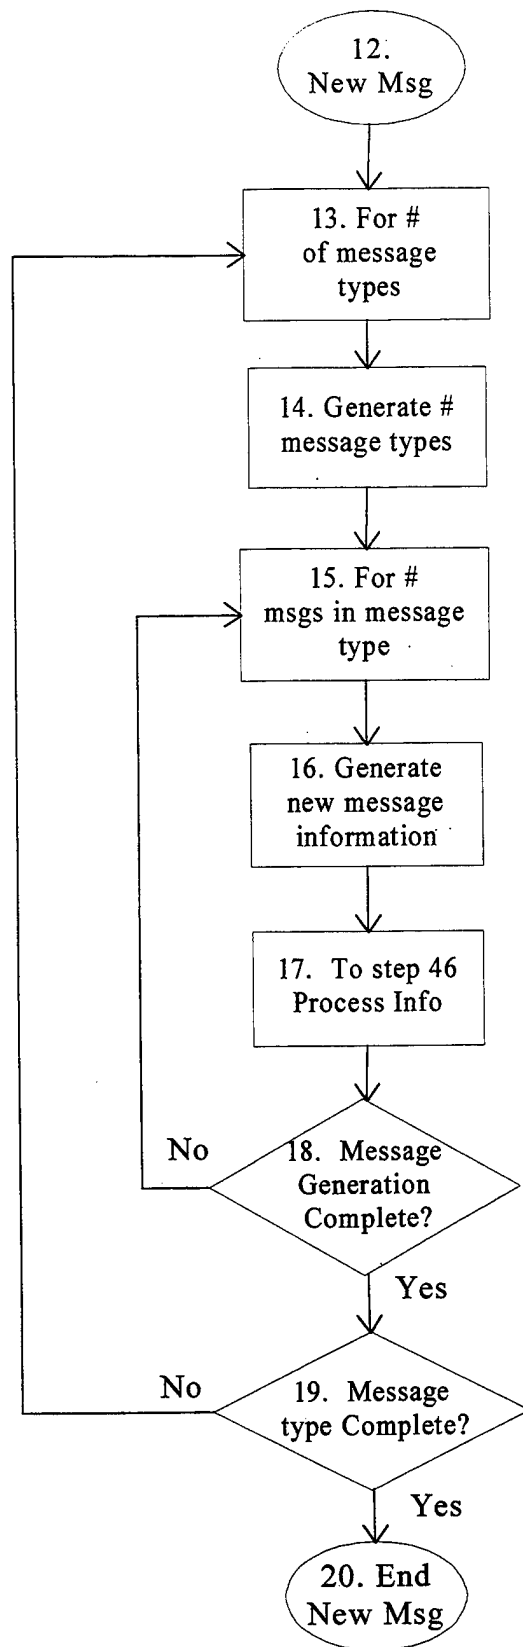 12.
New Msg
13. For #
of message
types
14. Generate #
message types
15. For #
msgs in message
type
16. Generate
new message
information
17. To step 46
Process Info
No
18. Message
Generation
Complete?
Yes
No
19. Message
type Complete?
Yes
20. End
New Msg